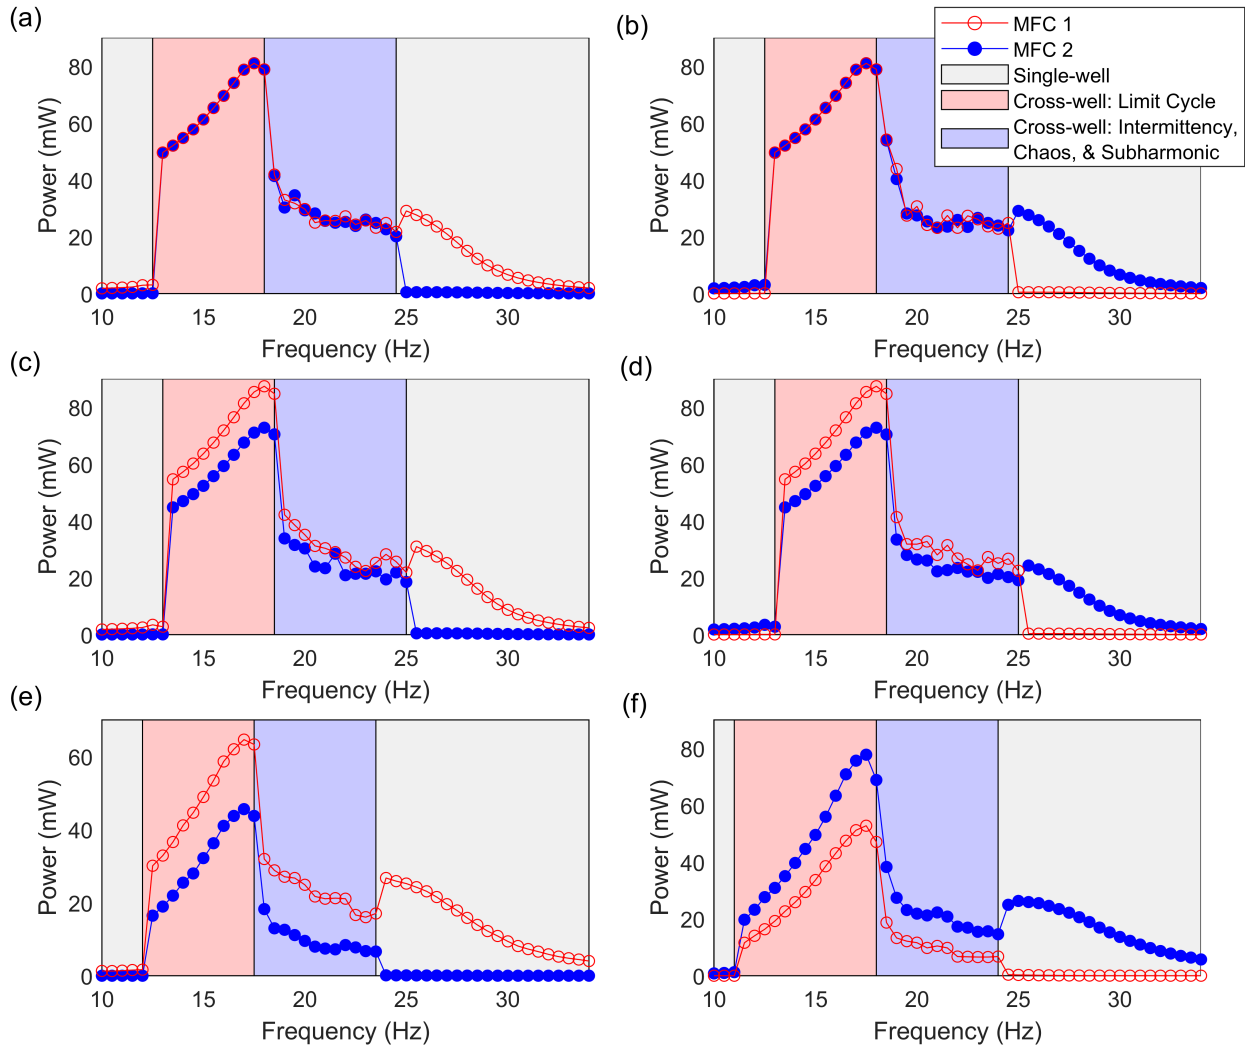 (a)
(b)
MFC 1
MFC 2
Single-well
Cross-well: Limit Cycle
Cross-well: Intermittency,
Chaos, & Subharmonic
Power (mW)
80
60
40
20
0
10 15 20 25 30
Frequency (Hz)
Power (mW)
80
60
40
20
0
10 15 20 25 30
Frequency (Hz)
(c)
Power (mW)
80
60
40
20
0
10 15 20 25 30
Frequency (Hz)
(d)
Power (mW)
80
60
40
20
0
10 15 20 25 30
Frequency (Hz)
(e)
Power (mW)
60
40
20
0
10 15 20 25 30
Frequency (Hz)
(f)
Power (mW)
80
60
40
20
0
10 15 20 25 30
Frequency (Hz)